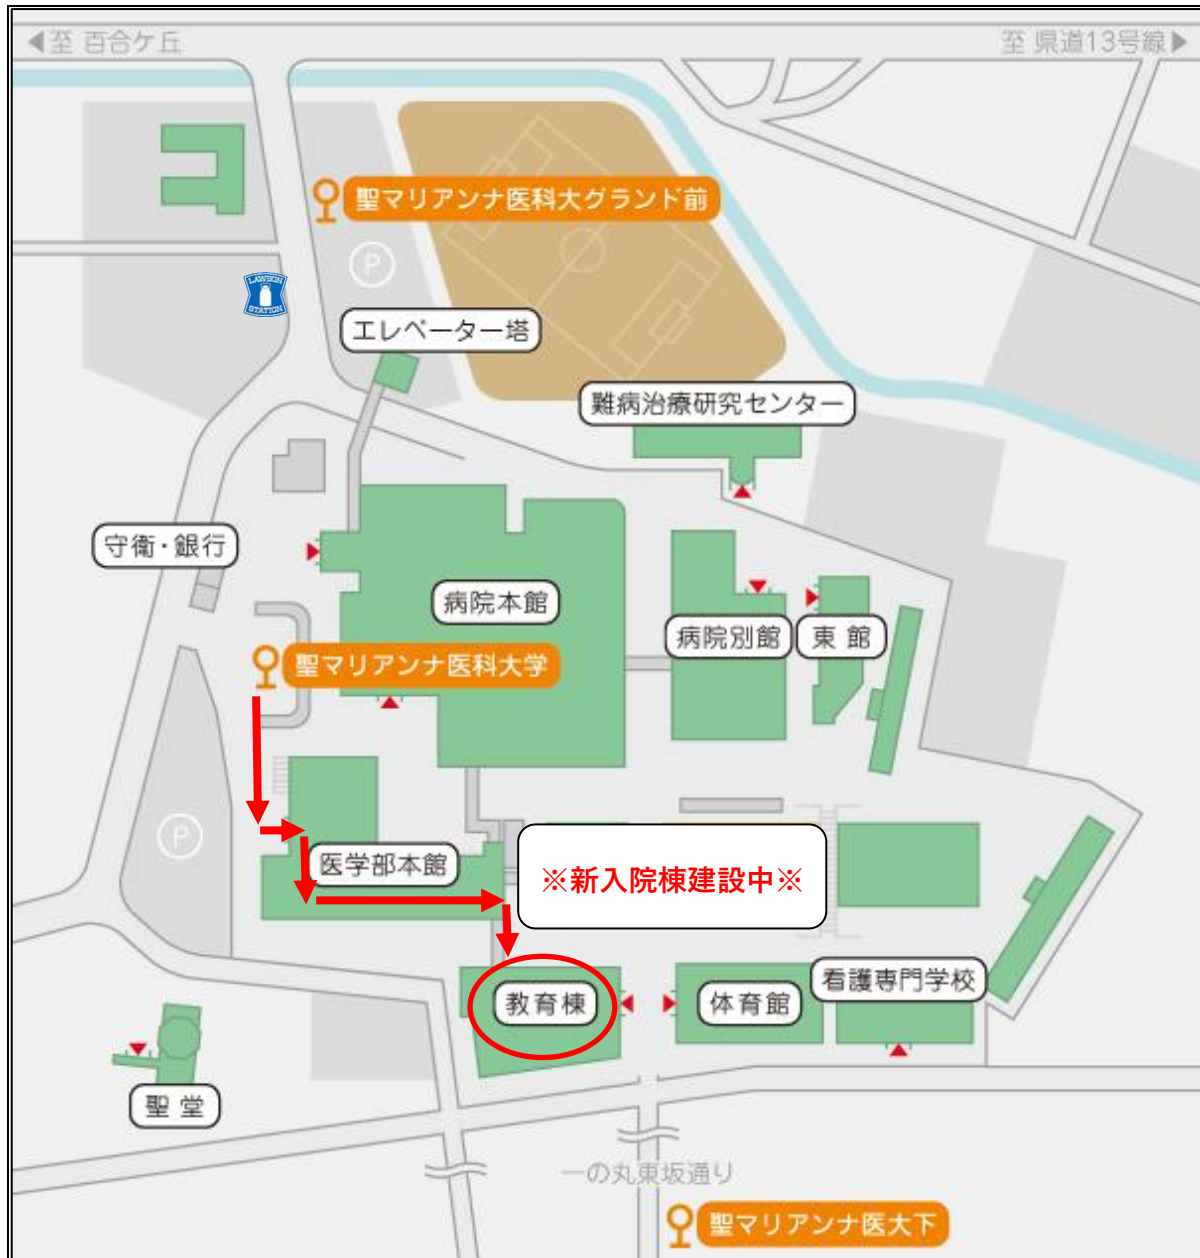 ◀至 百合ケ丘
至 県道13号線▶
聖マリアンナ医科大グランド前
P
LAWSON
STATION
エレベーター塔
難病治療研究センター
守衛・銀行
病院本館
病院別館
東館
聖マリアンナ医科大学
P
医学部本館
※新入院棟建設中※
教育棟
体育館
看護専門学校
聖堂
一の丸東坂通り
聖マリアンナ医大下